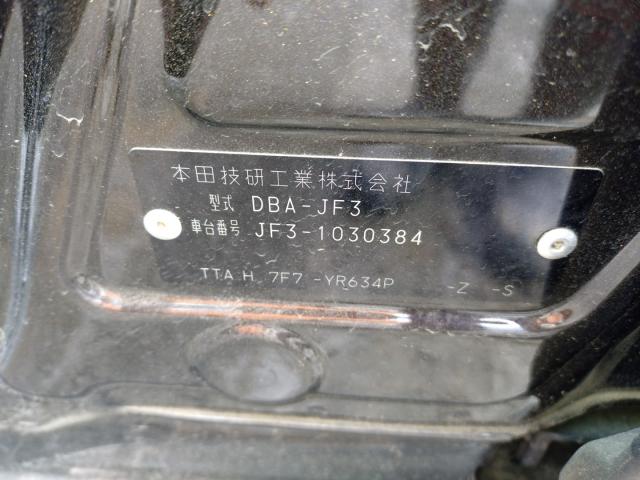 本田技研工業株式会社
型式 DBA-JF3
車台番号 JF3-1030384
TTA H 7F7 -YR634P -Z -S